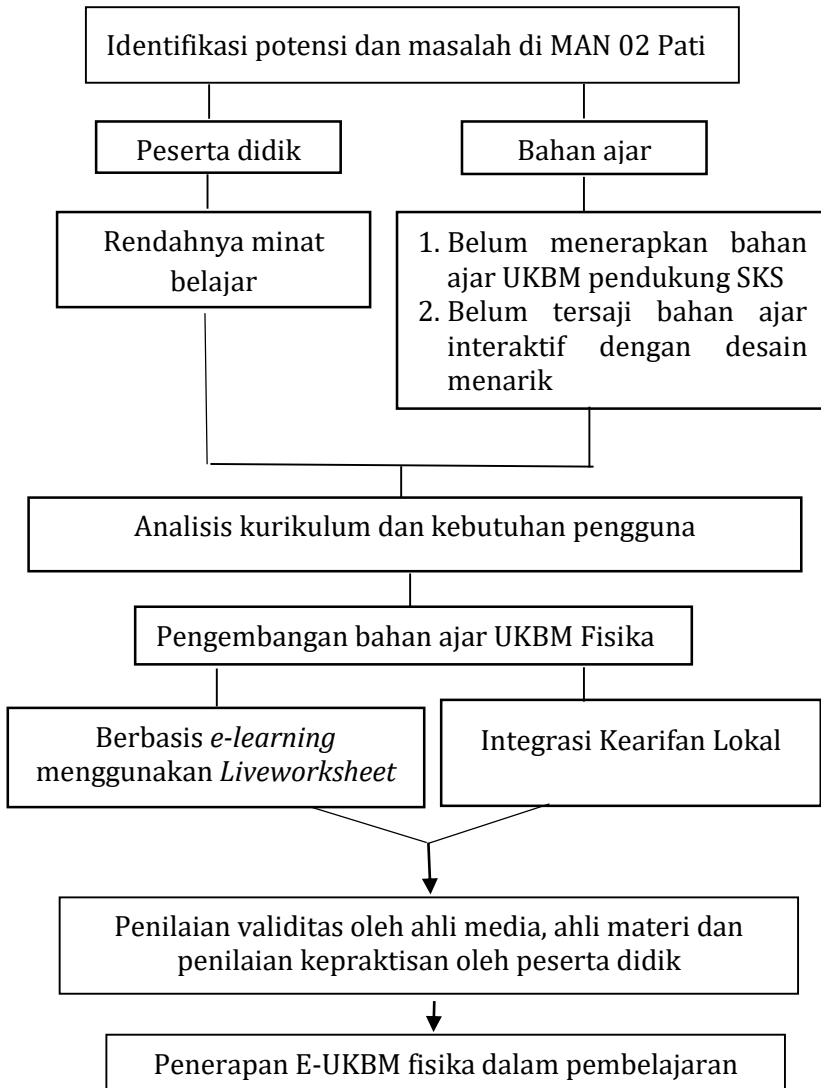 Identifikasi potensi dan masalah di MAN 02 Pati
Peserta didik
Bahan ajar
Rendahnya minat
belajar
1. Belum menerapkan bahan
ajar UKBM pendukung SKS
2. Belum tersaji bahan ajar
interaktif dengan desain
menarik
Analisis kurikulum dan kebutuhan pengguna
Pengembangan bahan ajar UKBM Fisika
Berbasis e-learning
menggunakan Liveworksheet
Integrasi Kearifan Lokal
Penilaian validitas oleh ahli media, ahli materi dan
penilaian kepraktisan oleh peserta didik
Penerapan E-UKBM fisika dalam pembelajaran